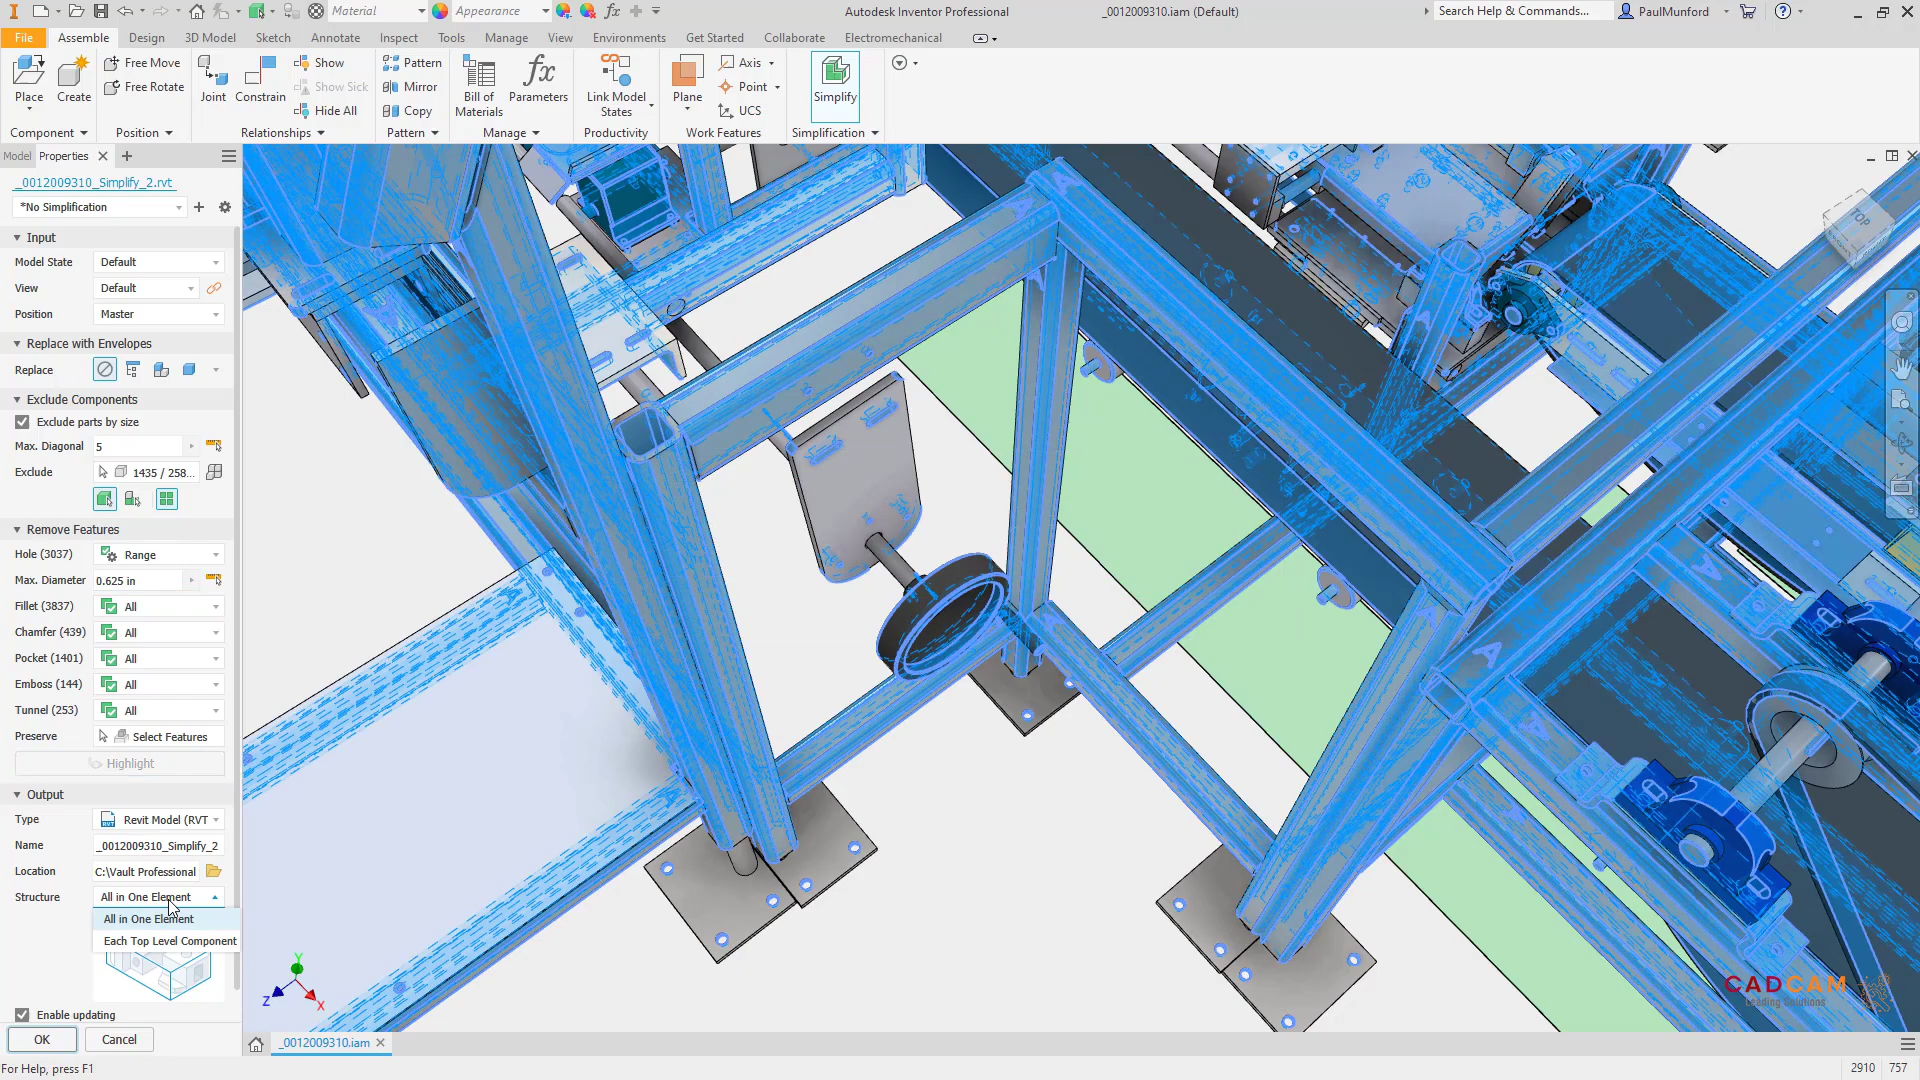 Material
Appearance
Autodesk Inventor Professional
_0012009310.iam (Default)
Search Help & Commands...
PaulMunford
File
Assemble
Design
3D Model
Sketch
Annotate
Inspect
Tools
Manage
View
Environments
Get Started
Collaborate
Electromechanical
Place
Create
Free Move
Free Rotate
Joint
Constrain
Show
Show Sick
Hide All
Pattern
Mirror
Copy
Bill of
Materials
fx
Parameters
Link Model
States
Plane
Axis
Point
UCS
Simplify
Component
Position
Relationships
Pattern
Manage
Productivity
Work Features
Simplification
Model
Properties
_0012009310_Simplify_2.rvt
*No Simplification
Input
Model State
Default
View
Default
Position
Master
Replace with Envelopes
Replace
Exclude Components
Exclude parts by size
Max. Diagonal
5
Exclude
1435 / 258...
Remove Features
Hole (3037)
Range
Max. Diameter
0.625 in
Fillet (3837)
All
Chamfer (439)
All
Pocket (1401)
All
Emboss (144)
All
Tunnel (253)
All
Preserve
Select Features
Highlight
Output
Type
Revit Model (RVT
Name
_0012009310_Simplify_2
Location
C:\Vault Professional
Structure
All in One Element
All in One Element
Each Top Level Component
Enable updating
OK
Cancel
TOP
Y
Z
X
CADCAM
Leading Solutions
_0012009310.iam
For Help, press F1
2910
757